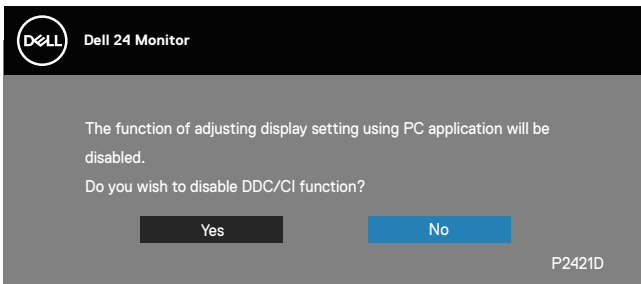 DELL
Dell 24 Monitor
The function of adjusting display setting using PC application will be
disabled.
Do you wish to disable DDC/CI function?
Yes
No
P2421D